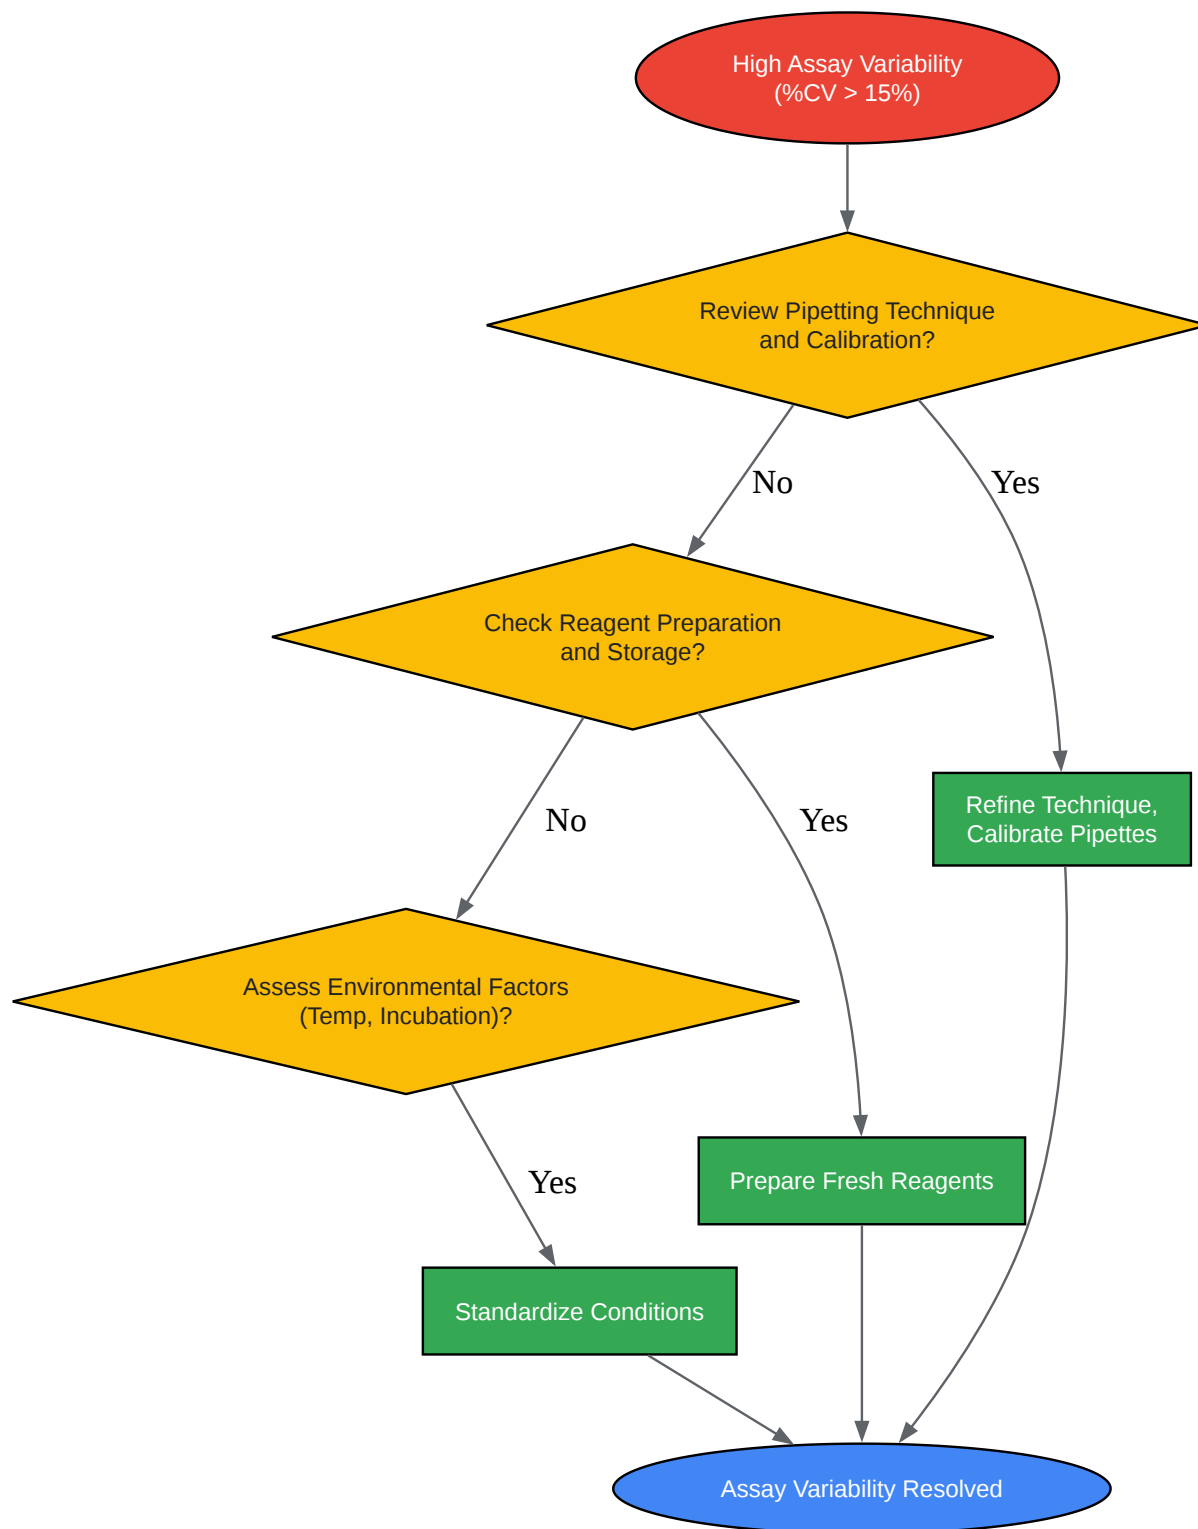 High Assay Variability
(%CV > 15%)
Review Pipetting Technique
and Calibration?
No
Yes
Check Reagent Preparation
and Storage?
No
Yes
Refine Technique,
Calibrate Pipettes
Assess Environmental Factors
(Temp, Incubation)?
Yes
Prepare Fresh Reagents
Standardize Conditions
Assay Variability Resolved